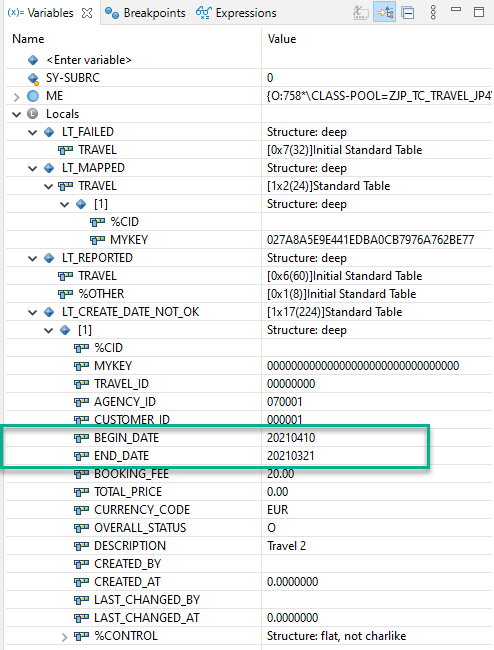 (x)= Variables Breakpoints Expressions
Name Value
<Enter variable>
SY-SUBRC 0
ME {O:758*\CLASS-POOL=ZJP_TC_TRAVEL_JP4
Locals
LT_FAILED Structure: deep
TRAVEL [0x7(32)]Initial Standard Table
LT_MAPPED Structure: deep
TRAVEL [1x2(24)]Standard Table
[1] Structure: deep
%CID
MYKEY 027A8A5E9E441EDBA0CB7976A762BE77
LT_REPORTED Structure: deep
TRAVEL [0x6(60)]Initial Standard Table
%OTHER [0x1(8)]Initial Standard Table
LT_CREATE_DATE_NOT_OK [1x17(224)]Standard Table
[1] Structure: deep
%CID
MYKEY 00000000000000000000000000000000
TRAVEL_ID 00000000
AGENCY_ID 070001
CUSTOMER_ID 000001
BEGIN_DATE 20210410
END_DATE 20210321
BOOKING_FEE 20.00
TOTAL_PRICE 0.00
CURRENCY_CODE EUR
OVERALL_STATUS O
DESCRIPTION Travel 2
CREATED_BY
CREATED_AT 0.0000000
LAST_CHANGED_BY
LAST_CHANGED_AT 0.0000000
%CONTROL Structure: flat, not charlike